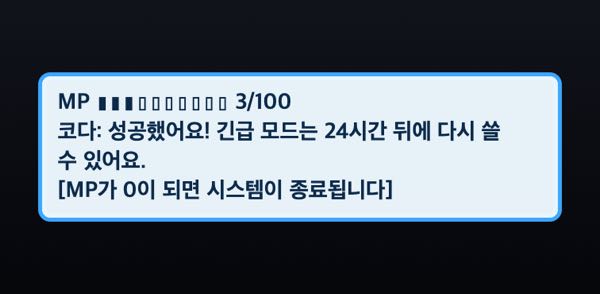 MP ▮▮▮▯▯▯▯▯▯▯ 3/100
코다: 성공했어요! 긴급 모드는 24시간 뒤에 다시 쓸
수 있어요.
[MP가 0이 되면 시스템이 종료됩니다]